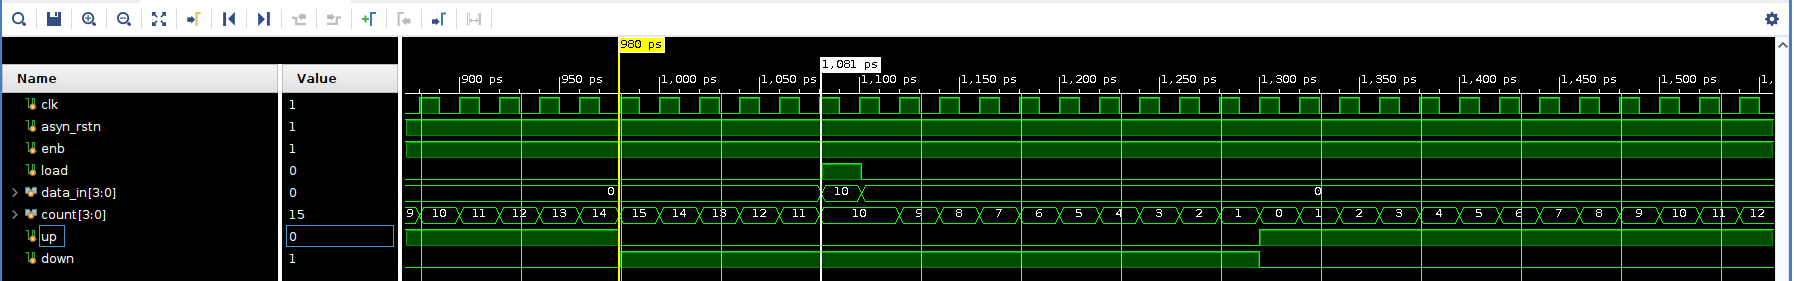 980 ps
1,081 ps
Name Value 900 ps 950 ps 1,000 ps 1,050 ps 1,100 ps 1,150 ps 1,200 ps 1,250 ps 1,300 ps 1,350 ps 1,400 ps 1,450 ps 1,500 ps 1,
clk 1
asyn_rstn 1
enb 1
load 0
data_in[3:0] 0 0 10 0
count[3:0] 15 9 10 11 12 13 14 15 14 13 12 11 10 9 8 7 6 5 4 3 2 1 0 1 2 3 4 5 6 7 8 9 10 11 12
up 0
down 1